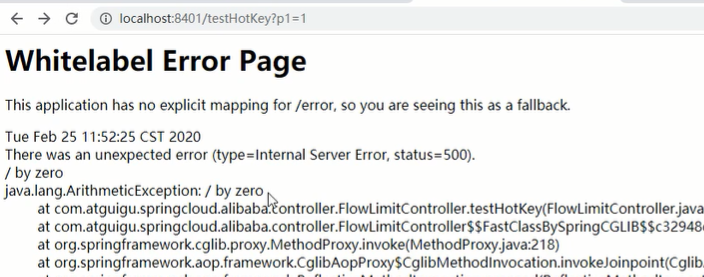 localhost:8401/testHotKey?p1=1
Whitelabel Error Page
This application has no explicit mapping for /error, so you are seeing this as a fallback.
Tue Feb 25 11:52:25 CST 2020
There was an unexpected error (type=Internal Server Error, status=500).
/ by zero
java.lang.ArithmeticException: / by zero
at com.atguigu.springcloud.alibaba.controller.FlowLimitController.testHotKey(FlowLimitController.java
at com.atguigu.springcloud.alibaba.controller.FlowLimitController$$FastClassBySpringCGLIB$$c32948
at org.springframework.cglib.proxy.MethodProxy.invoke(MethodProxy.java:218)
at org.springframework.aop.framework.CglibAopProxy$CglibMethodInvocation.invokeJoinpoint(Cglib